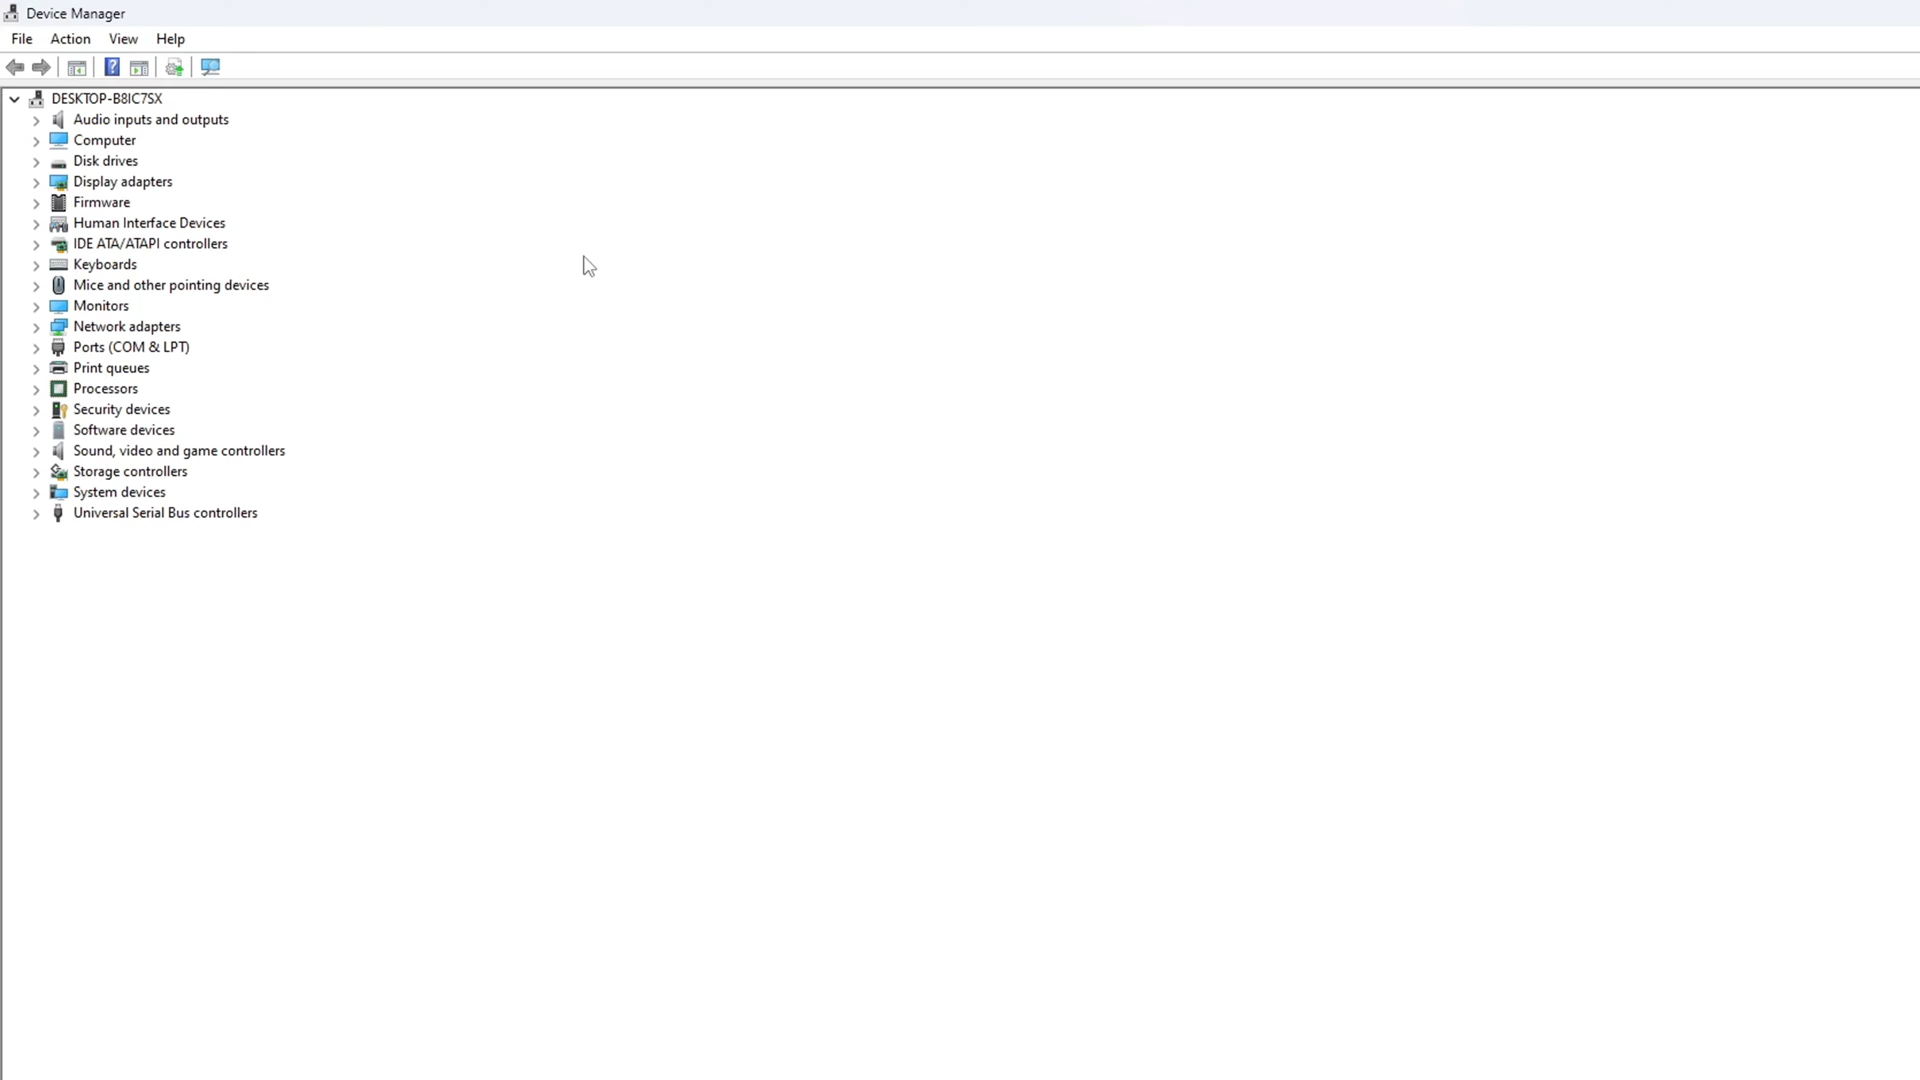 Device Manager
File Action View Help
?
DESKTOP-B8IC7SX
Audio inputs and outputs
Computer
Disk drives
Display adapters
Firmware
Human Interface Devices
IDE ATA/ATAPI controllers
Keyboards
Mice and other pointing devices
Monitors
Network adapters
Ports (COM & LPT)
Print queues
Processors
Security devices
Software devices
Sound, video and game controllers
Storage controllers
System devices
Universal Serial Bus controllers